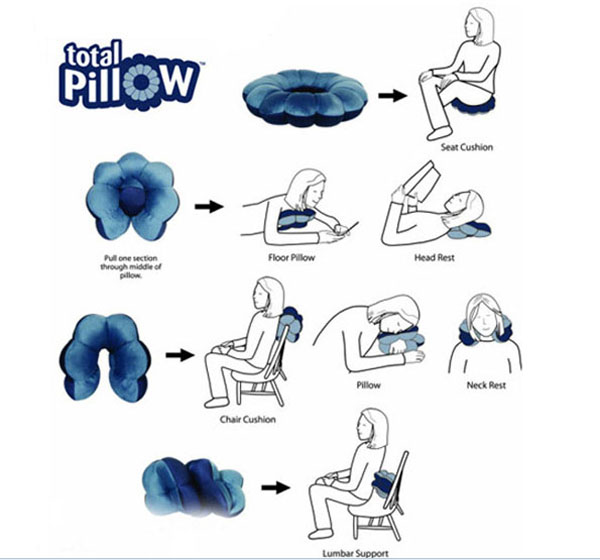 total
Pillow™
Seat Cushion
Pull one section
through middle of
pillow.
Floor Pillow
Head Rest
Chair Cushion
Pillow
Neck Rest
Lumbar Support